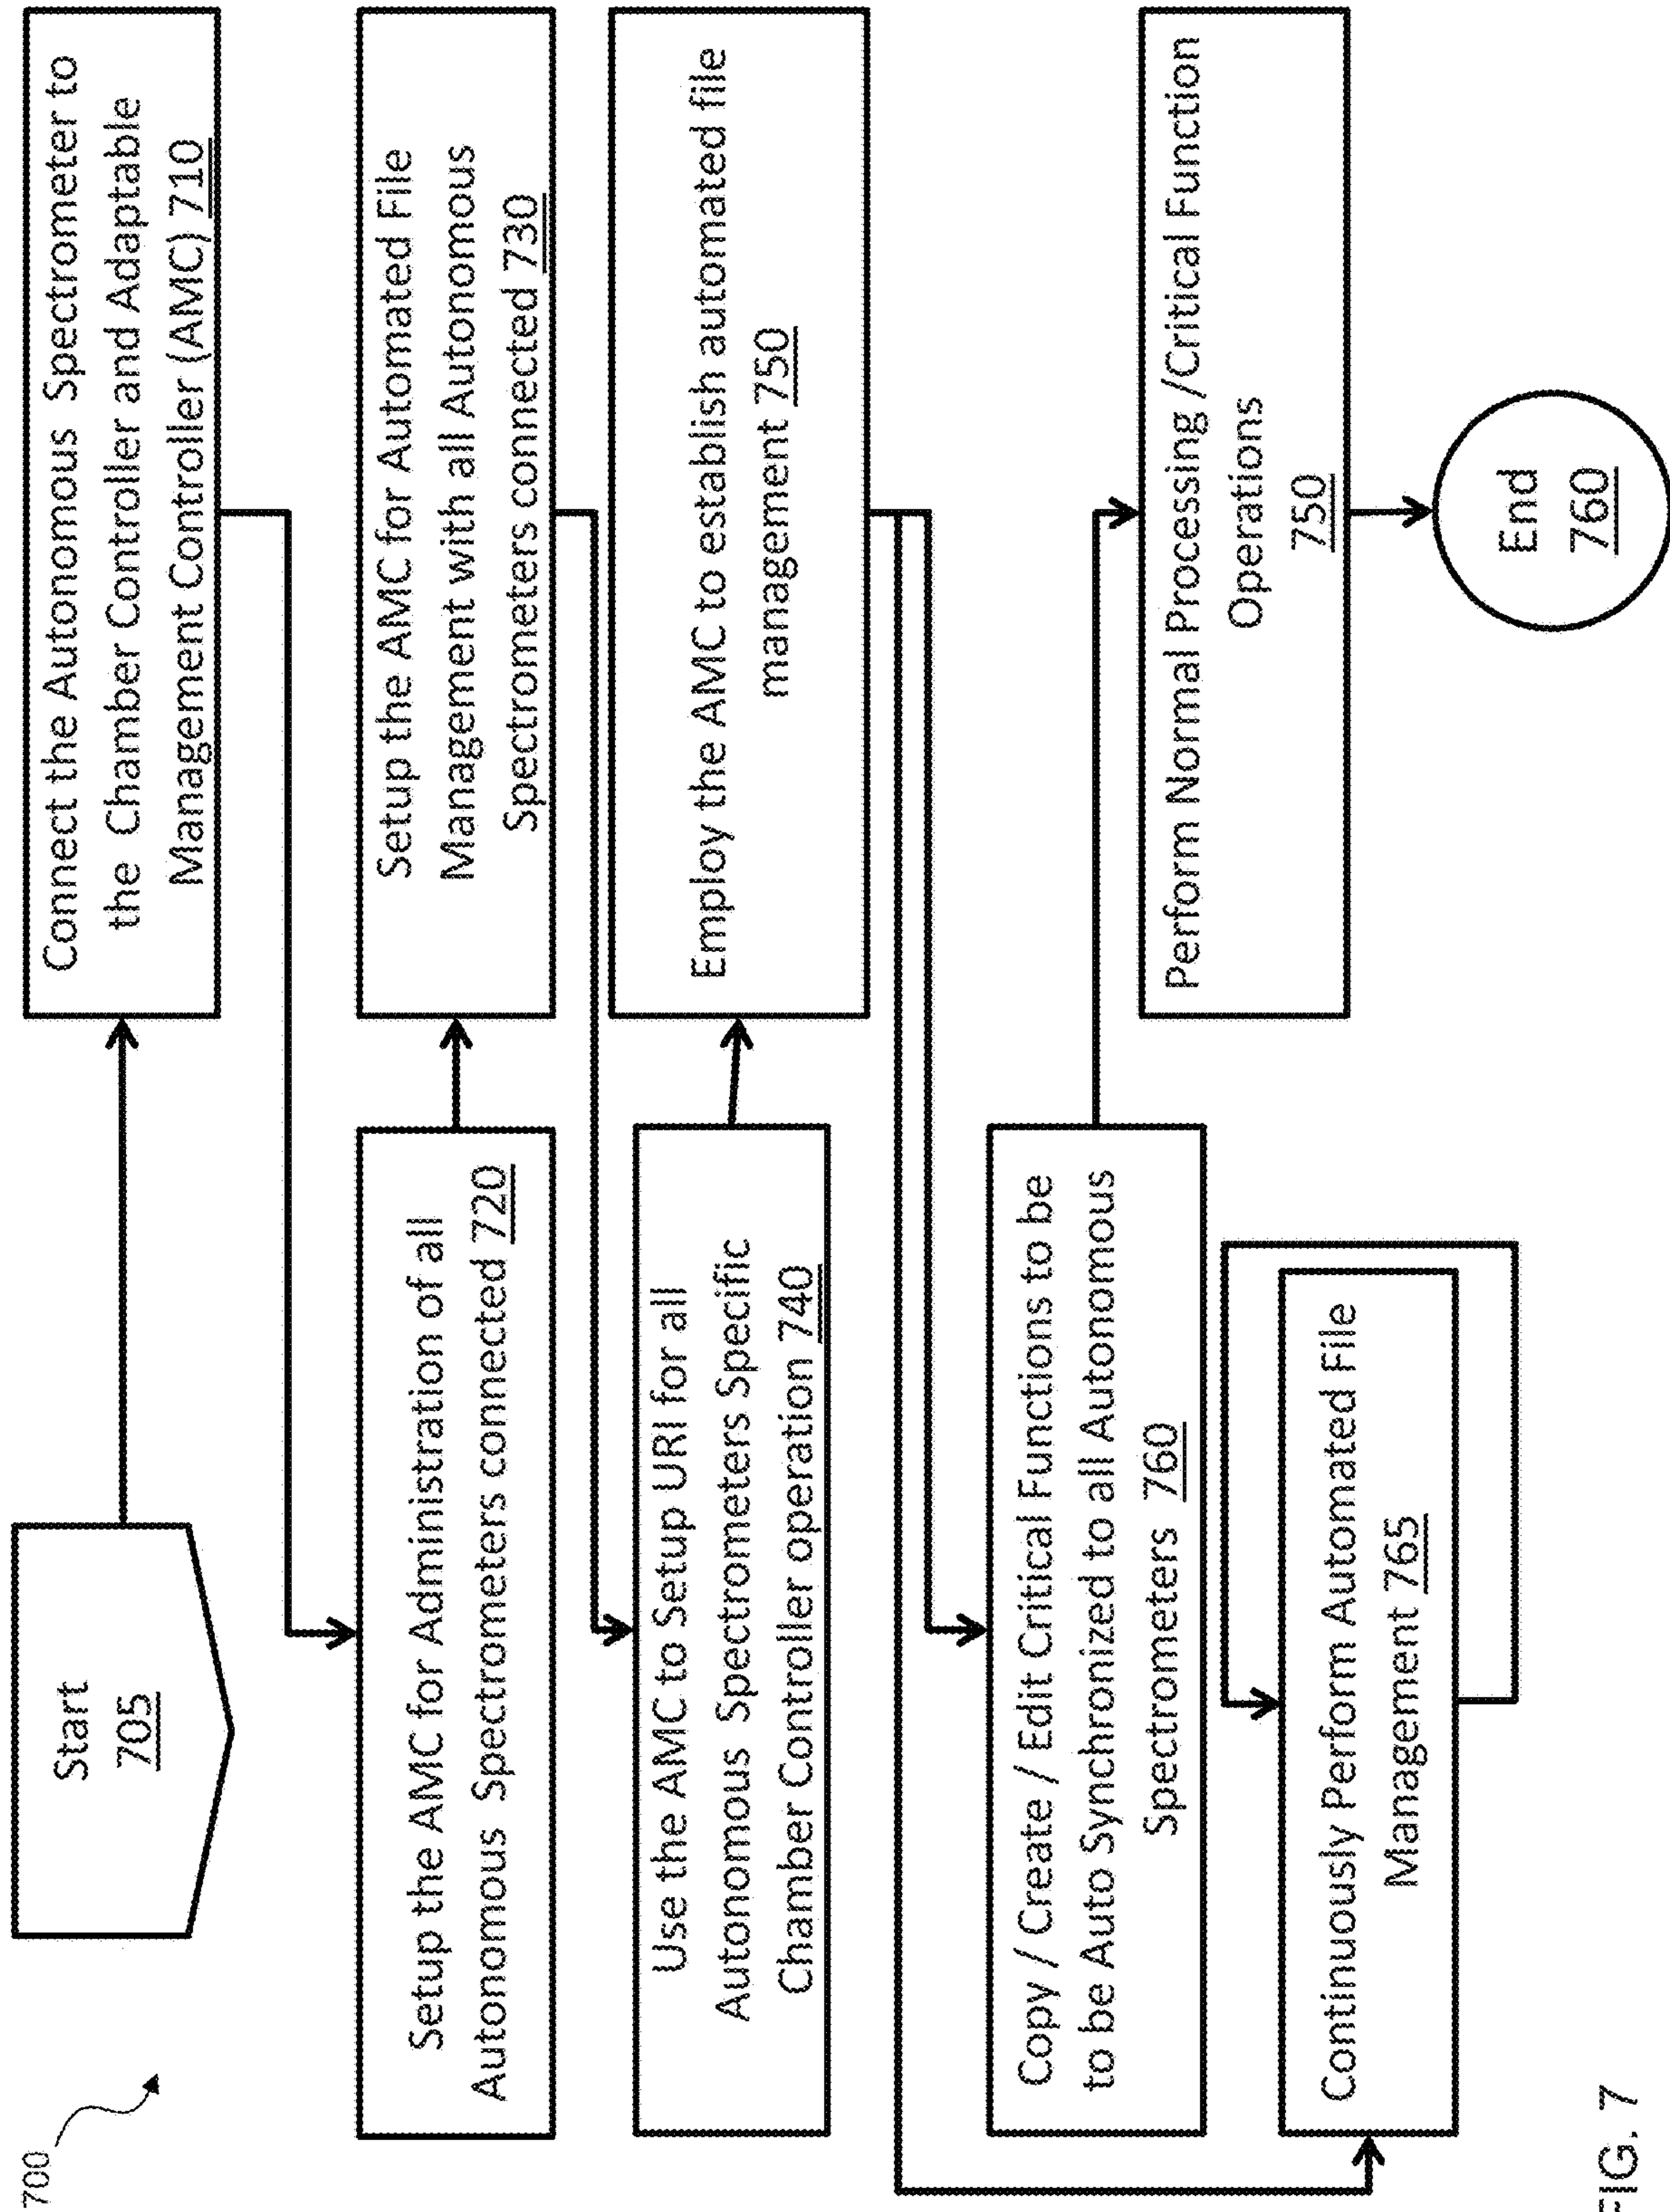 700
Start
705
Connect the Autonomous Spectrometer to
the Chamber Controller and Adaptable
Management Controller (AMC) 710
Setup the AMC for Administration of all
Autonomous Spectrometers connected 720
Setup the AMC for Automated File
Management with all Autonomous
Spectrometers connected 730
Use the AMC to Setup URI for all
Autonomous Spectrometers Specific
Chamber Controller operation 740
Employ the AMC to establish automated file
management 750
Copy / Create / Edit Critical Functions to be
to be Auto Synchronized to all Autonomous
Spectrometers 760
Perform Normal Processing /Critical Function
Operations
750
Continuously Perform Automated File
Management 765
End
760
FIG. 7